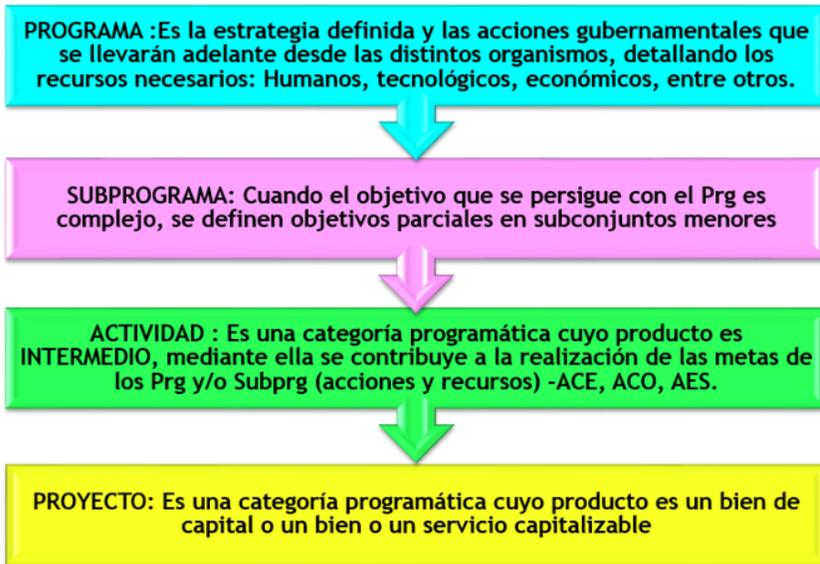 PROGRAMA :Es la estrategia definida y las acciones gubernamentales que
se llevarán adelante desde las distintos organismos, detallando los
recursos necesarios: Humanos, tecnológicos, económicos, entre otros.
SUBPROGRAMA: Cuando el objetivo que se persigue con el Prg es
complejo, se definen objetivos parciales en subconjuntos menores
ACTIVIDAD : Es una categoría programática cuyo producto es
INTERMEDIO, mediante ella se contribuye a la realización de las metas de
los Prg y/o Subprg (acciones y recursos) -ACE, ACO, AES.
PROYECTO: Es una categoría programática cuyo producto es un bien de
capital o un bien o un servicio capitalizable